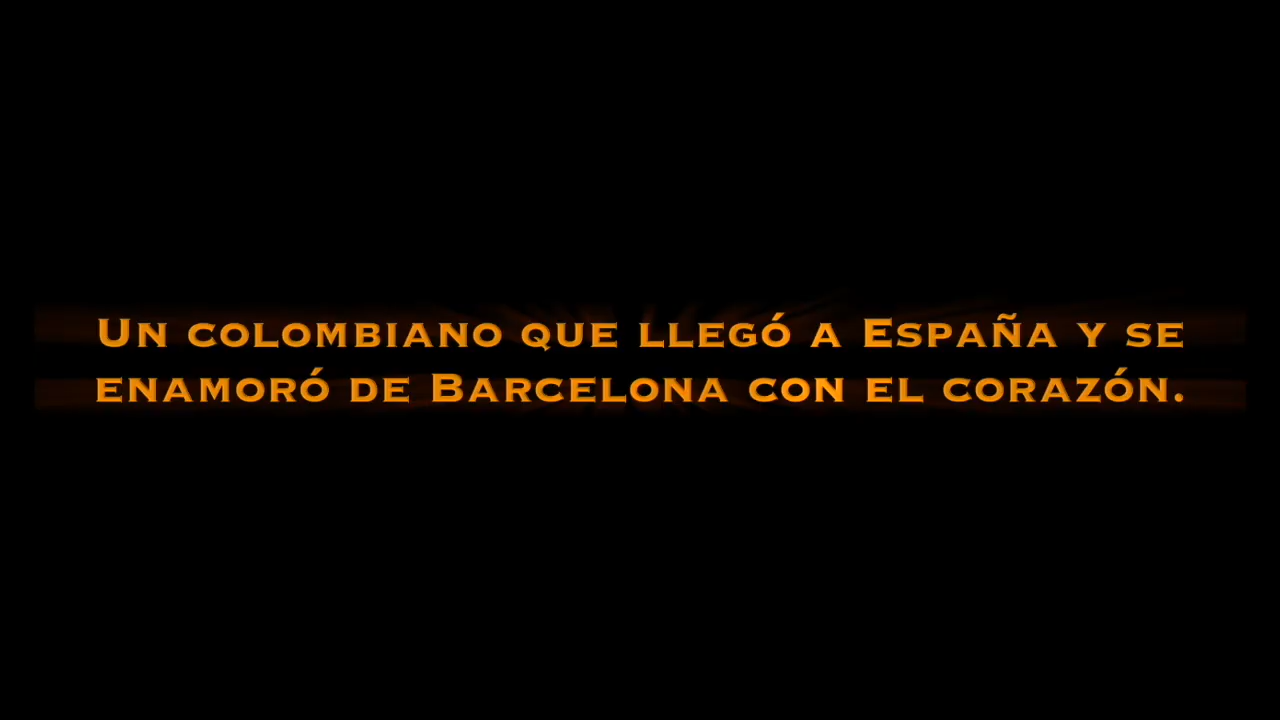 Un colombiano que llegó a España y se
enamoró de Barcelona con el corazón.